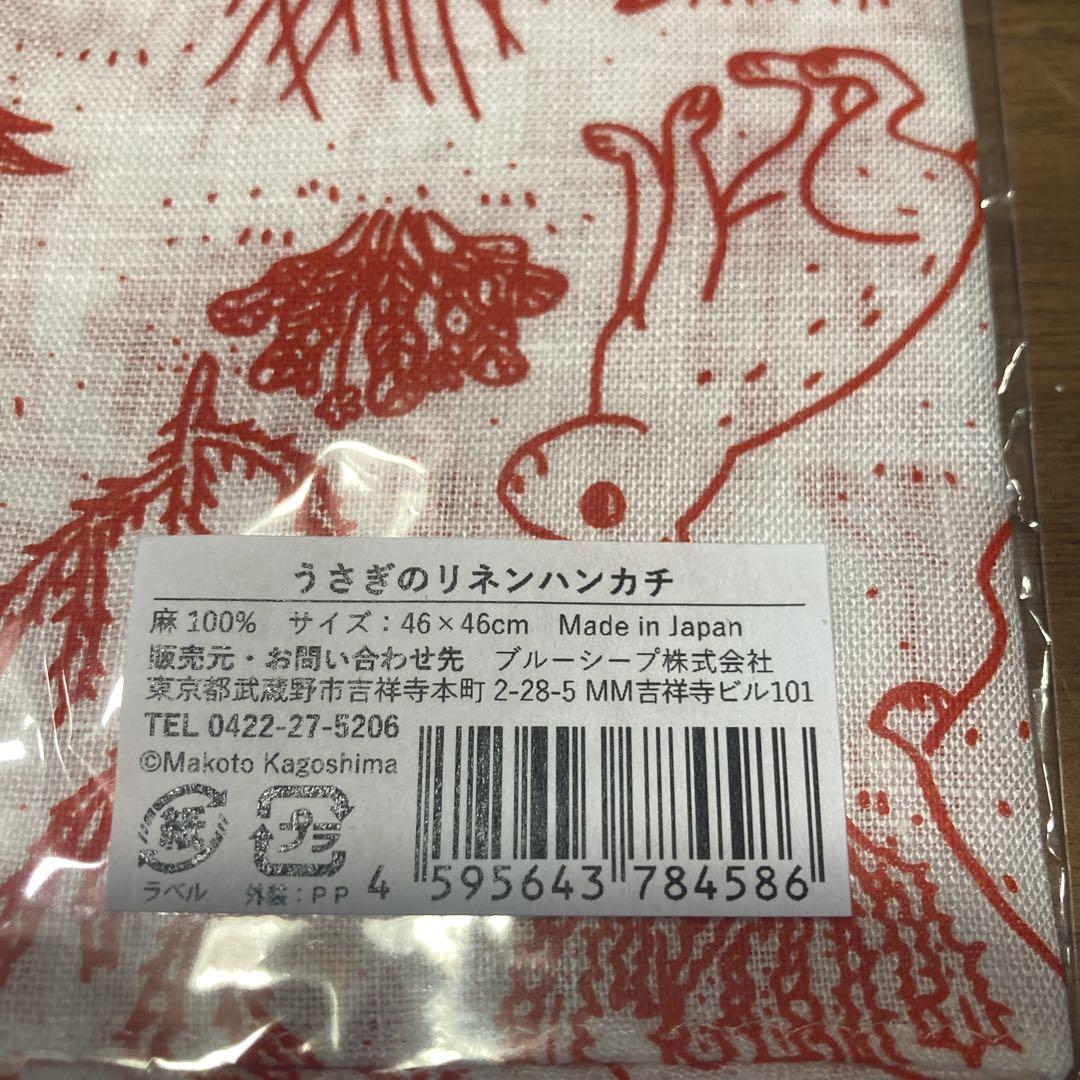 うさぎのリネンハンカチ
麻 100%　サイズ：46×46cm　Made in Japan
販売元・お問い合わせ先　ブルーシープ株式会社
東京都武蔵野市吉祥寺本町 2-28-5 MM吉祥寺ビル101
TEL 0422-27-5206
©Makoto Kagoshima
紙 プラ
ラベル 外装：PP
4 595643 784586